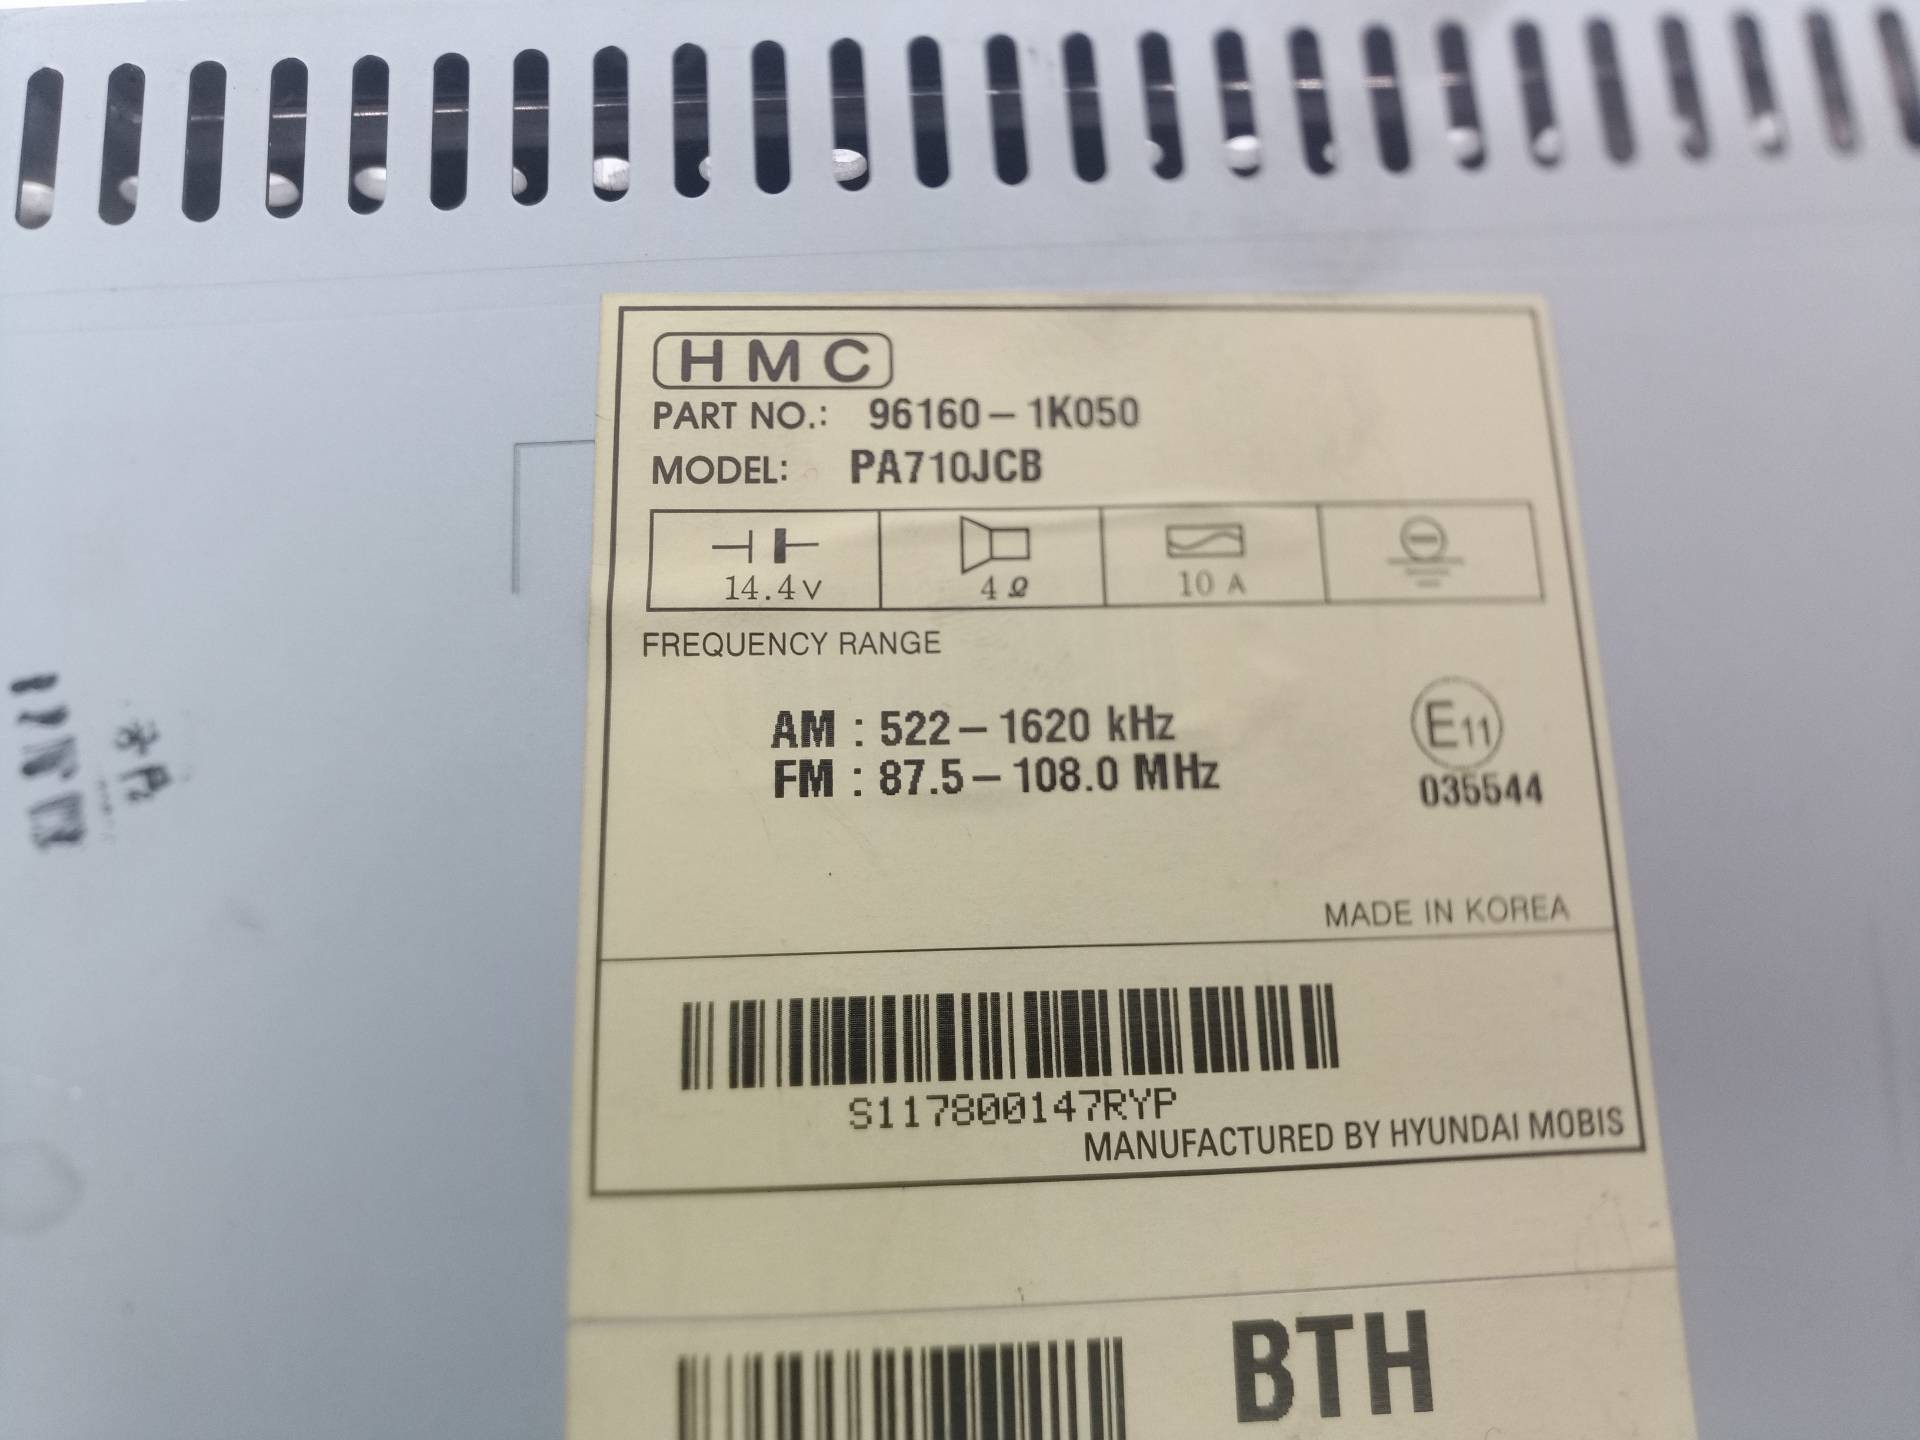 HMC
PART NO.: 96160-1K050
MODEL: PA710JCB
14.4V 4Ω 10 A
FREQUENCY RANGE
AM : 522-1620 kHz
FM : 87.5-108.0 MHz
E11
035544
MADE IN KOREA
S117800147RYP
MANUFACTURED BY HYUNDAI MOBIS
BTH